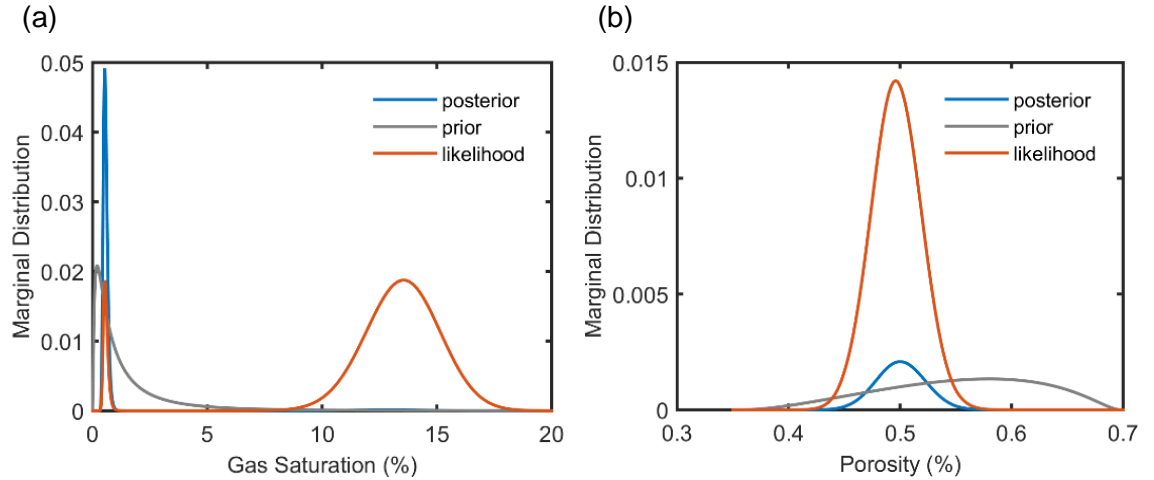 (a)
0.05
0.04
0.03
0.02
0.01
0
Marginal Distribution
posterior
prior
likelihood
0 5 10 15 20
Gas Saturation (%)
(b)
0.015
0.01
0.005
0
Marginal Distribution
posterior
prior
likelihood
0.3 0.4 0.5 0.6 0.7
Porosity (%)